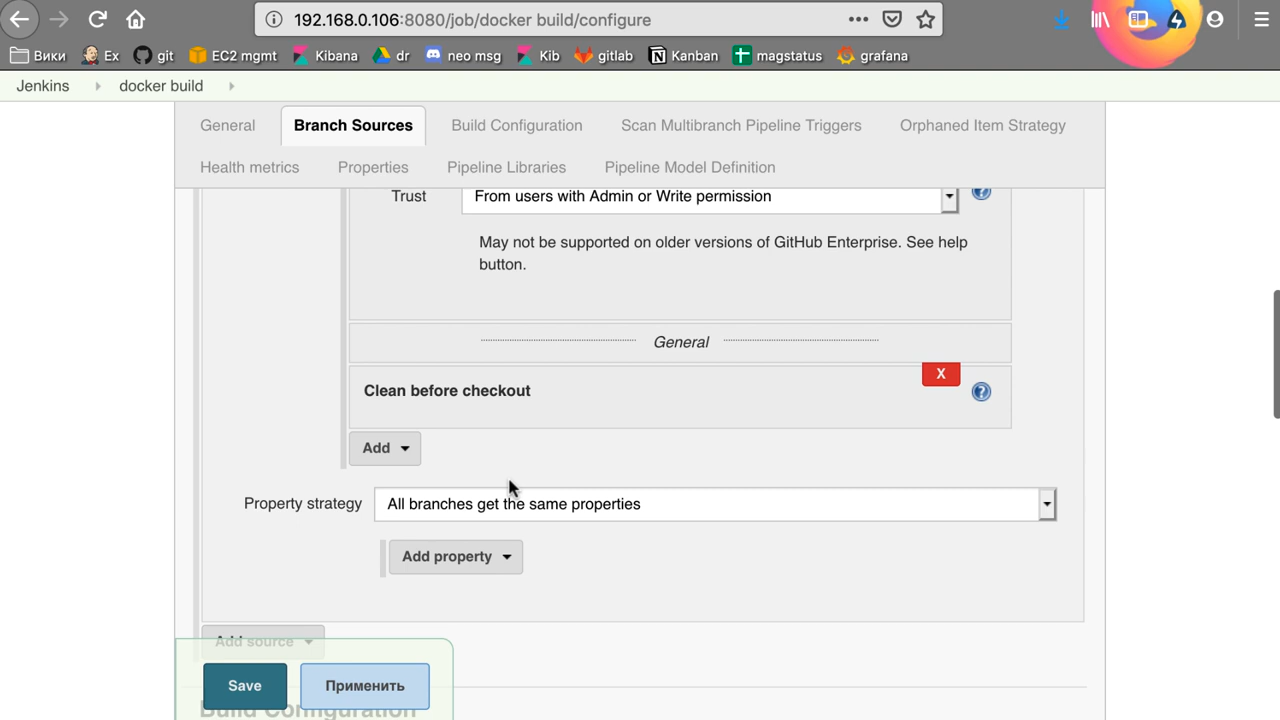 192.168.0.106:8080/job/docker build/configure
Вики Ex git EC2 mgmt Kibana dr neo msg Kib gitlab Kanban magstatus grafana
Jenkins docker build
General Branch Sources Build Configuration Scan Multibranch Pipeline Triggers Orphaned Item Strategy
Health metrics Properties Pipeline Libraries Pipeline Model Definition
Trust From users with Admin or Write permission
May not be supported on older versions of GitHub Enterprise. See help
button.
General
X
Clean before checkout
Add
Property strategy All branches get the same properties
Add property
Add source
Save Применить
Build Configuration